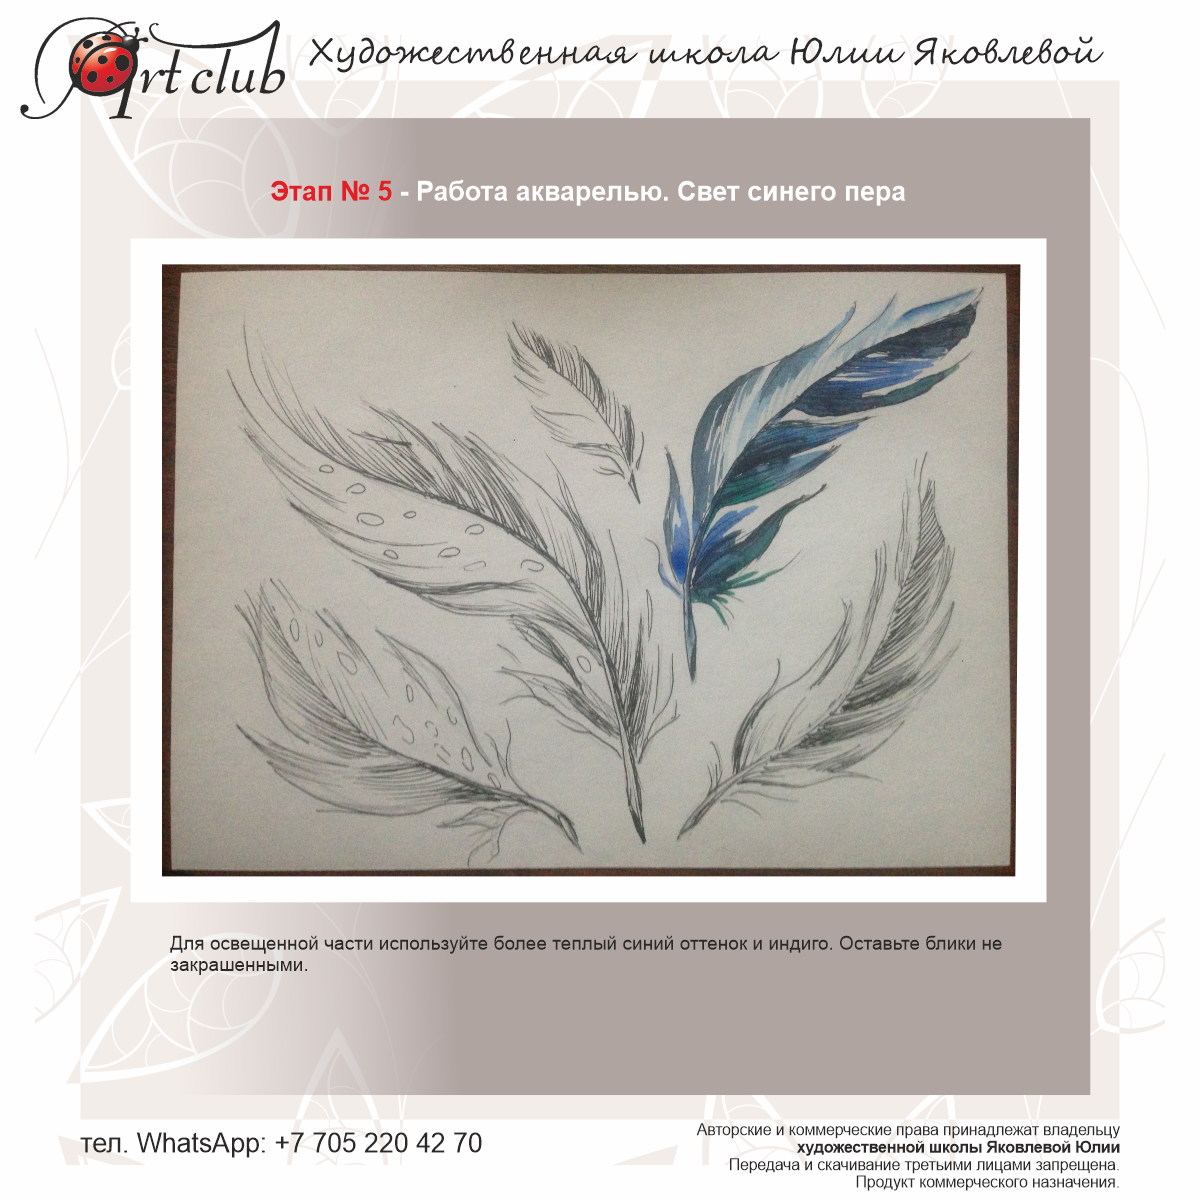 Art club Художественная школа Юлии Яковлевой
Этап № 5 - Работа акварелью. Свет синего пера
Для освещенной части используйте более теплый синий оттенок и индиго. Оставьте блики не
закрашенными.
тел. WhatsApp: +7 705 220 42 70
Авторские и коммерческие права принадлежат владельцу
художественной школы Яковлевой Юлии
Передача и скачивание третьими лицами запрещена.
Продукт коммерческого назначения.